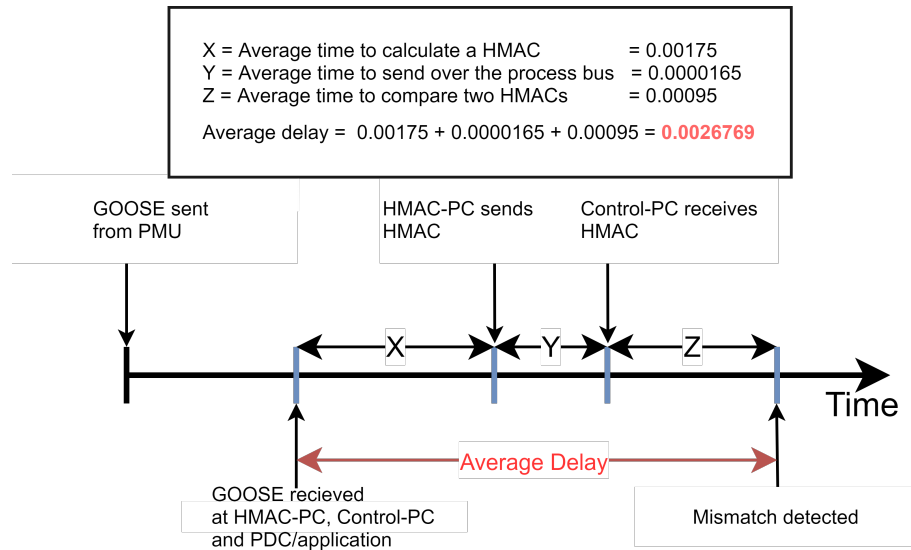 X = Average time to calculate a HMAC = 0.00175
Y = Average time to send over the process bus = 0.0000165
Z = Average time to compare two HMACs = 0.00095
Average delay = 0.00175 + 0.0000165 + 0.00095 = 0.0026769
GOOSE sent
from PMU
HMAC-PC sends
HMAC
Control-PC receives
HMAC
X
Y
Z
Time
Average Delay
GOOSE recieved
at HMAC-PC, Control-PC
and PDC/application
Mismatch detected